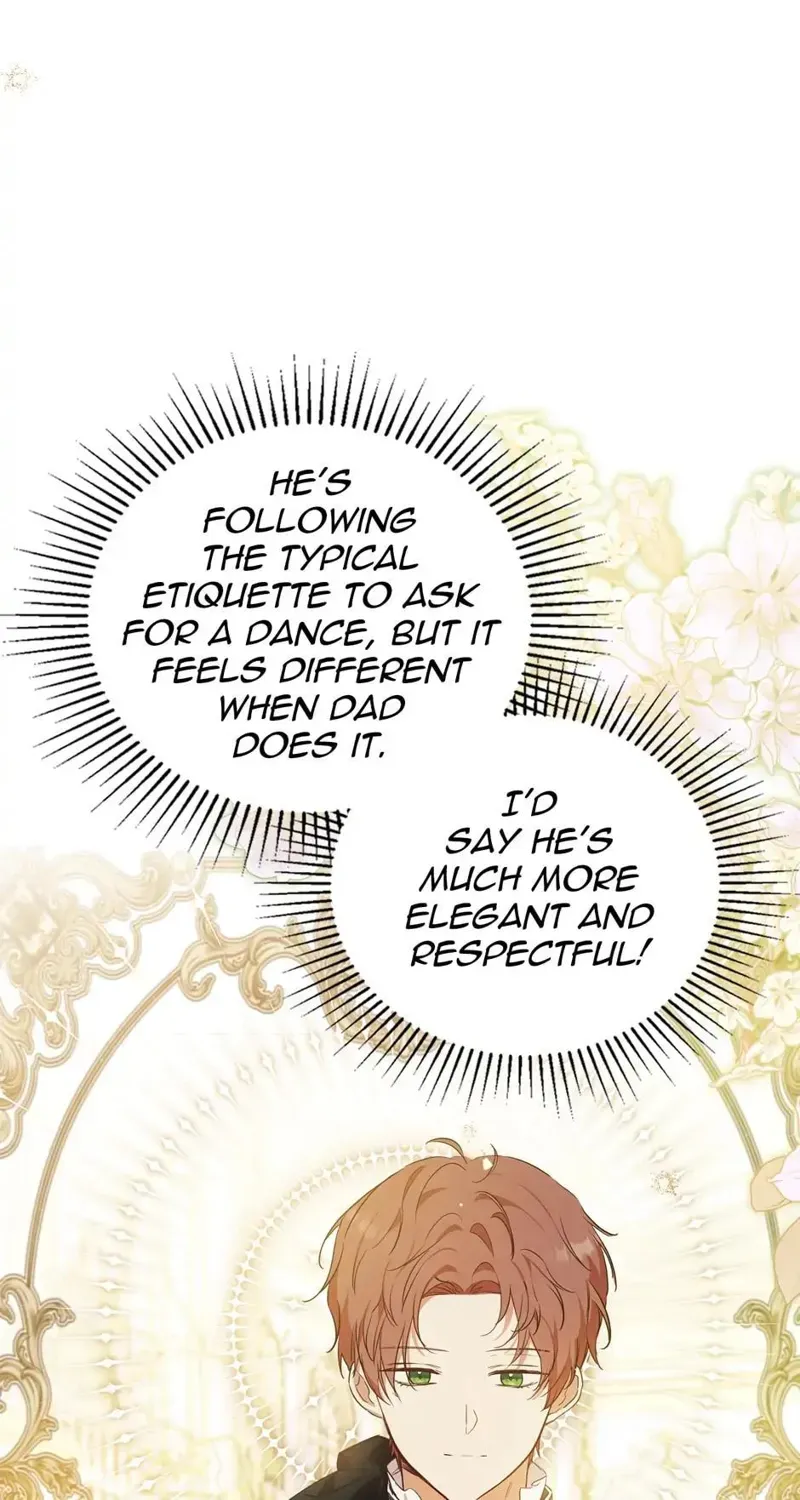 HE'S
FOLLOWING
THE TYPICAL
ETIQUETTE TO ASK
FOR A DANCE, BUT IT
FEELS DIFFERENT
WHEN DAD
DOES IT.
I'D
SAY HE'S
MUCH MORE
ELEGANT AND
RESPECTFUL!